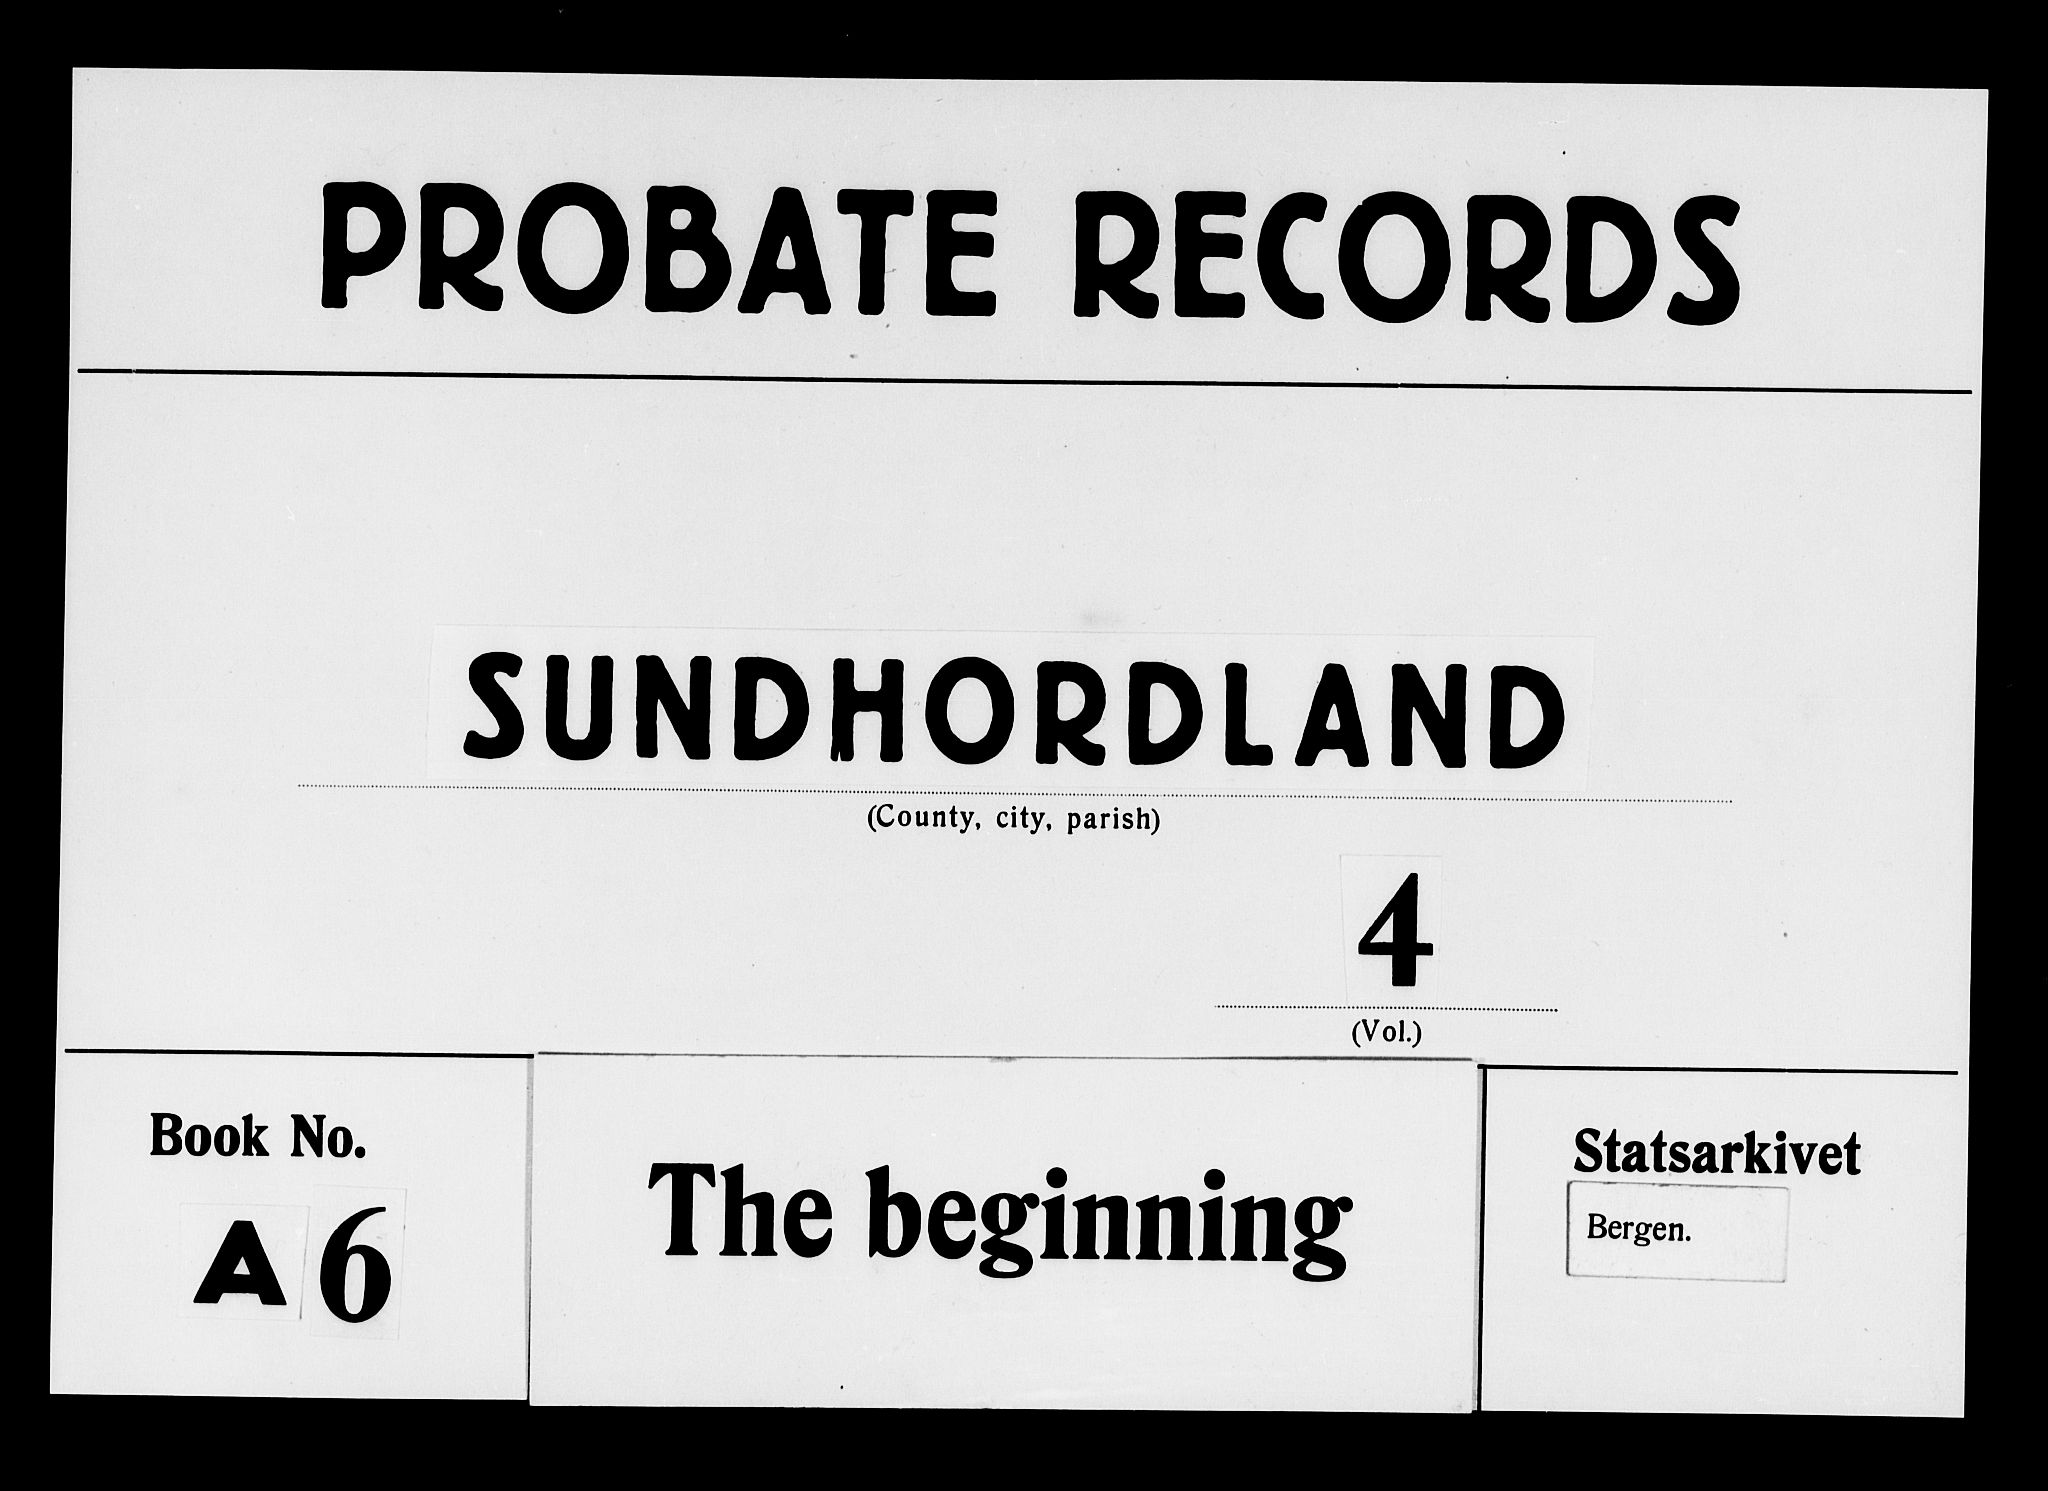 PROBATE RECORDS
SUNDHORDLAND
(County, city, parish)
4
(Vol.)
Book No.
A 6
The beginning
Statsarkivet
Bergen.